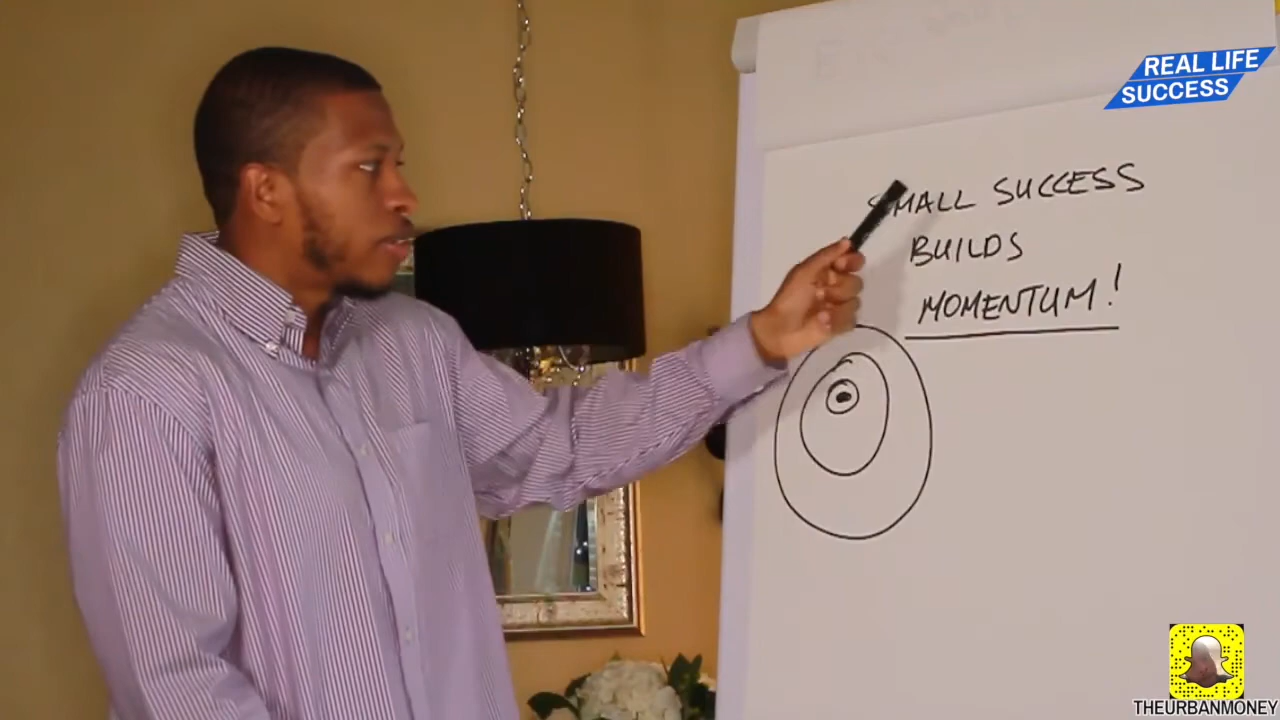 REAL LIFE
SUCCESS
SMALL SUCCESS
BUILDS
MOMENTUM!
THEURBANMONEY